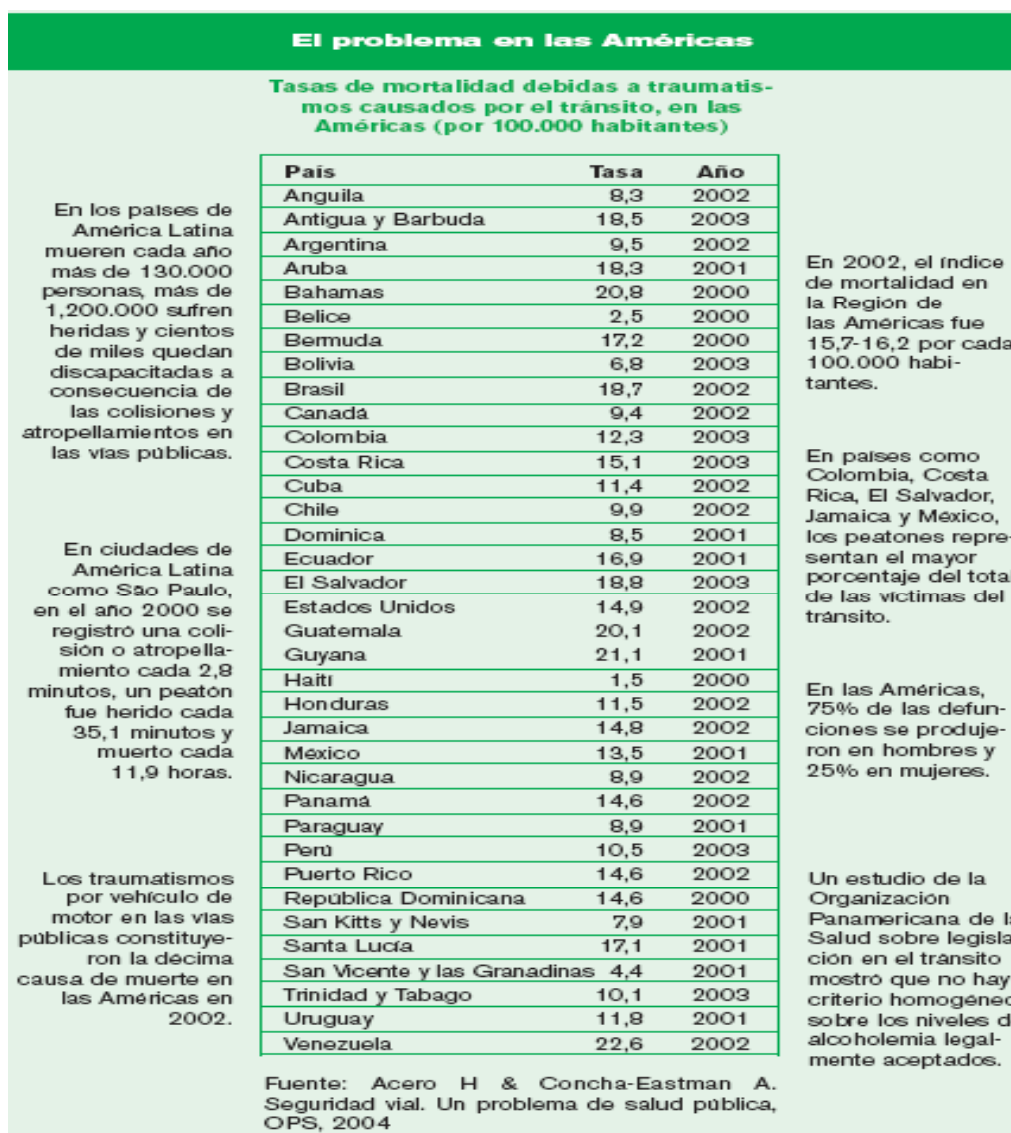 El problema en las Américas
Tasas de mortalidad debidas a traumatis-
mos causados por el tránsito, en las
Américas (por 100.000 habitantes)
En los países de
América Latina
mueren cada año
más de 130.000
personas, más de
1,200.000 sufren
heridas y cientos
de miles quedan
discapacitadas a
consecuencia de
las colisiones y
atropellamientos en
las vías públicas.
En ciudades de
América Latina
como São Paulo,
en el año 2000 se
registró una coli-
sión o atropella-
miento cada 2,8
minutos, un peatón
fue herido cada
35,1 minutos y
muerto cada
11,9 horas.
Los traumatismos
por vehículo de
motor en las vías
públicas constituye-
ron la décima
causa de muerte en
las Américas en
2002.
País Tasa Año
Anguila 8,3 2002
Antigua y Barbuda 18,5 2003
Argentina 9,5 2002
Aruba 18,3 2001
Bahamas 20,8 2000
Belice 2,5 2000
Bermuda 17,2 2000
Bolivia 6,8 2003
Brasil 18,7 2002
Canadá 9,4 2002
Colombia 12,3 2003
Costa Rica 15,1 2003
Cuba 11,4 2002
Chile 9,9 2002
Dominica 8,5 2001
Ecuador 16,9 2001
El Salvador 18,8 2003
Estados Unidos 14,9 2002
Guatemala 20,1 2002
Guyana 21,1 2001
Haití 1,5 2000
Honduras 11,5 2002
Jamaica 14,8 2002
México 13,5 2001
Nicaragua 8,9 2002
Panamá 14,6 2002
Paraguay 8,9 2001
Perú 10,5 2003
Puerto Rico 14,6 2002
República Dominicana 14,6 2000
San Kitts y Nevis 7,9 2001
Santa Lucía 17,1 2001
San Vicente y las Granadinas 4,4 2001
Trinidad y Tabago 10,1 2003
Uruguay 11,8 2001
Venezuela 22,6 2002
Fuente: Acero H & Concha-Eastman A.
Seguridad vial. Un problema de salud pública,
OPS, 2004
En 2002, el índice
de mortalidad en
la Región de
las Américas fue
15,7-16,2 por cada
100.000 habi-
tantes.
En países como
Colombia, Costa
Rica, El Salvador,
Jamaica y México,
los peatones repre-
sentan el mayor
porcentaje del total
de las víctimas del
tránsito.
En las Américas,
75% de las defun-
ciones se produje-
ron en hombres y
25% en mujeres.
Un estudio de la
Organización
Panamericana de
Salud sobre legisla
ción en el tránsito
mostró que no hay
criterio homogéneo
sobre los niveles
alcoholemia legal-
mente aceptados.